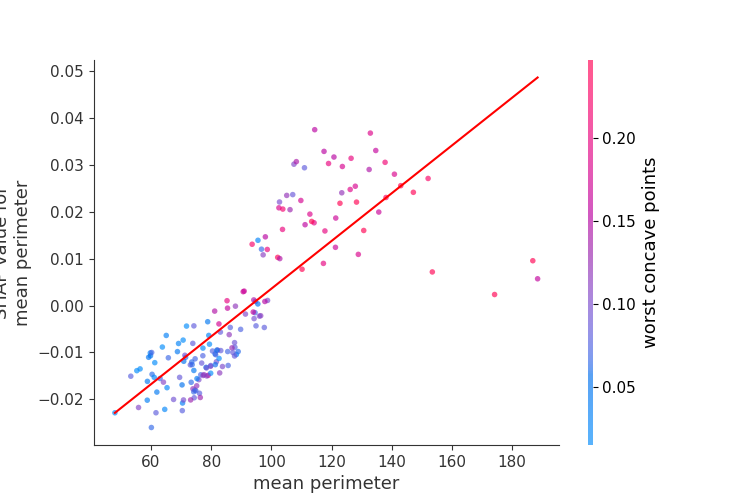 0.05
0.04
0.03
0.02
0.01
0.00
−0.01
−0.02
SHAP value for
mean perimeter
60 80 100 120 140 160 180
mean perimeter
0.20
0.15
0.10
0.05
worst concave points